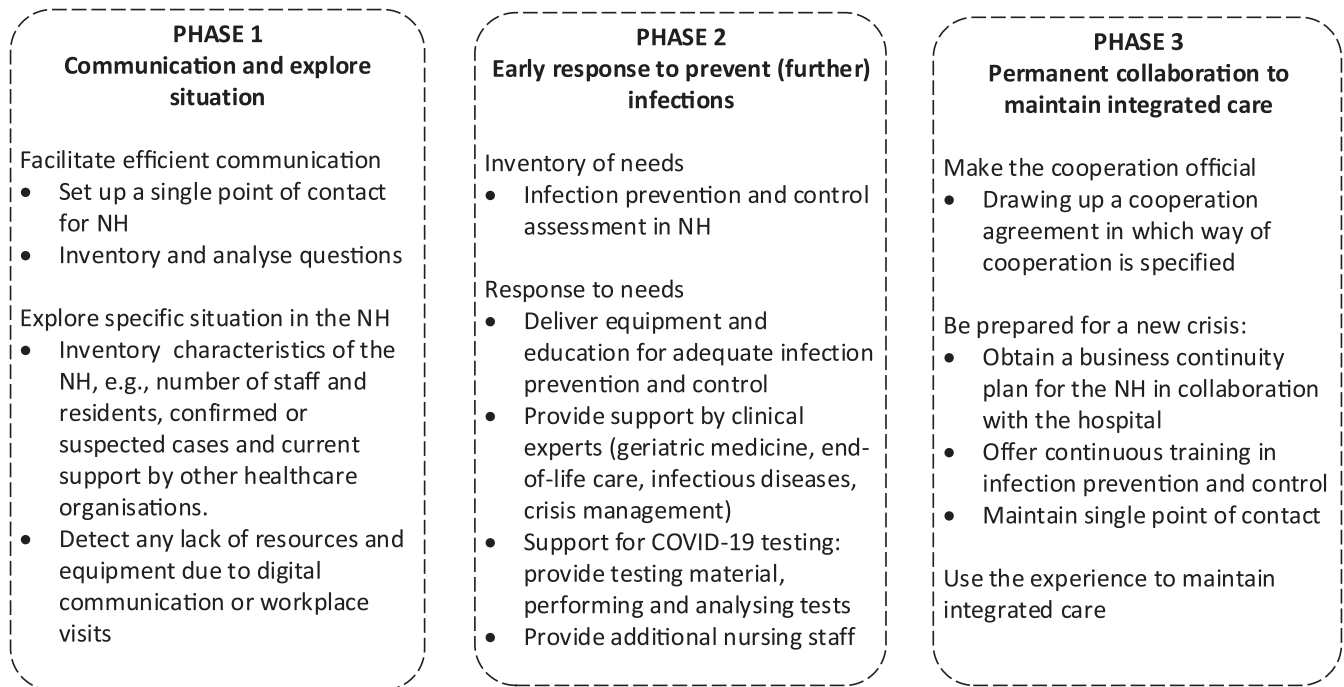 PHASE 1
Communication and explore
situation
Facilitate efficient communication
• Set up a single point of contact
for NH
• Inventory and analyse questions
Explore specific situation in the NH
• Inventory characteristics of the
NH, e.g., number of staff and
residents, confirmed or
suspected cases and current
support by other healthcare
organisations.
• Detect any lack of resources and
equipment due to digital
communication or workplace
visits
PHASE 2
Early response to prevent (further)
infections
Inventory of needs
• Infection prevention and control
assessment in NH
Response to needs
• Deliver equipment and
education for adequate infection
prevention and control
• Provide support by clinical
experts (geriatric medicine, end-
of-life care, infectious diseases,
crisis management)
• Support for COVID-19 testing:
provide testing material,
performing and analysing tests
• Provide additional nursing staff
PHASE 3
Permanent collaboration to
maintain integrated care
Make the cooperation official
• Drawing up a cooperation
agreement in which way of
cooperation is specified
Be prepared for a new crisis:
• Obtain a business continuity
plan for the NH in collaboration
with the hospital
• Offer continuous training in
infection prevention and control
• Maintain single point of contact
Use the experience to maintain
integrated care